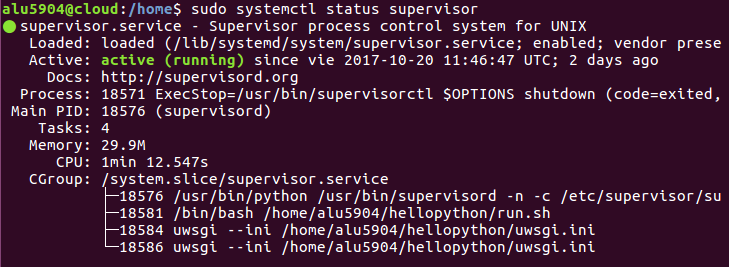 alu5904@cloud:/home$ sudo systemctl status supervisor
● supervisor.service - Supervisor process control system for UNIX
   Loaded: loaded (/lib/systemd/system/supervisor.service; enabled; vendor prese
   Active: active (running) since vie 2017-10-20 11:46:47 UTC; 2 days ago
     Docs: http://supervisord.org
  Process: 18571 ExecStop=/usr/bin/supervisorctl $OPTIONS shutdown (code=exited,
 Main PID: 18576 (supervisord)
    Tasks: 4
   Memory: 29.9M
      CPU: 1min 12.547s
   CGroup: /system.slice/supervisor.service
           ├─18576 /usr/bin/python /usr/bin/supervisord -n -c /etc/supervisor/su
           ├─18581 /bin/bash /home/alu5904/hellopython/run.sh
           ├─18584 uwsgi --ini /home/alu5904/hellopython/uwsgi.ini
           └─18586 uwsgi --ini /home/alu5904/hellopython/uwsgi.ini